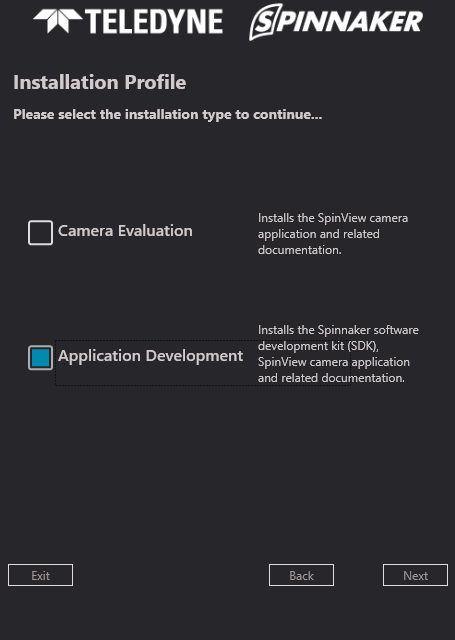 TELEDYNE SPINNAKER
Installation Profile
Please select the installation type to continue...
Camera Evaluation
Installs the SpinView camera
application and related
documentation.
Application Development
Installs the Spinnaker software
development kit (SDK),
SpinView camera application
and related documentation.
Exit Back Next